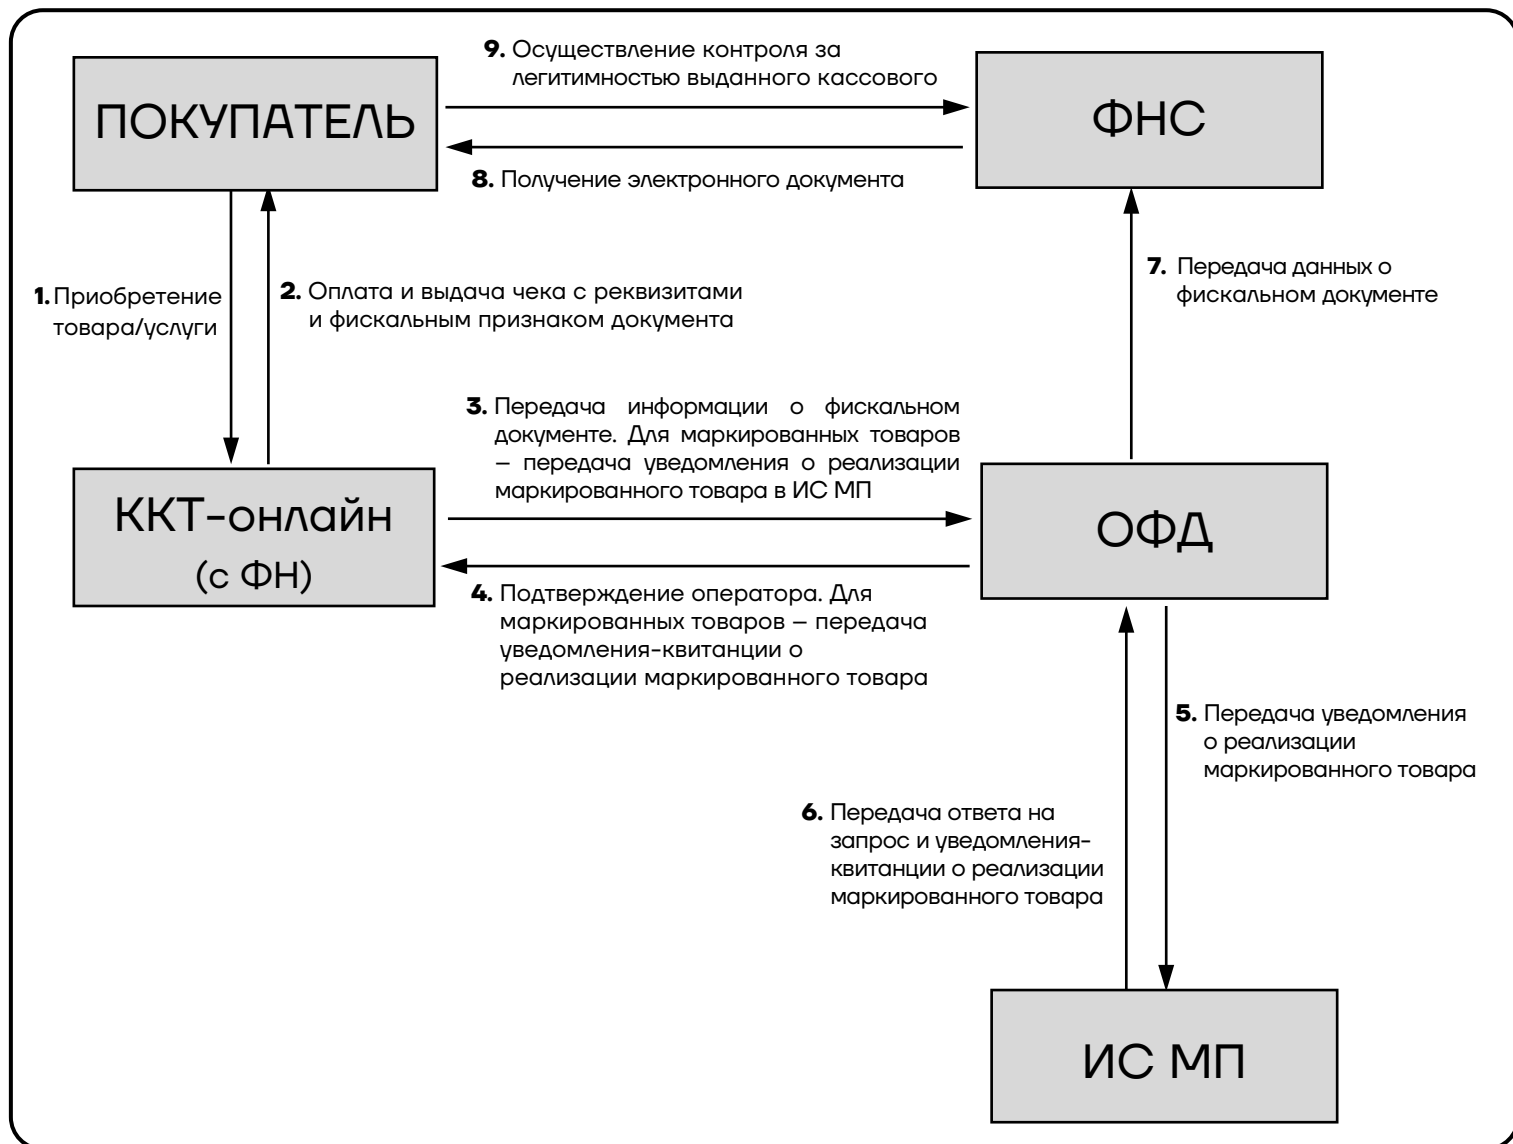 9. Осуществление контроля за
легитимностью выданного кассового
ПОКУПАТЕЛЬ
ФНС
8. Получение электронного документа
1. Приобретение
товара/услуги
2. Оплата и выдача чека с реквизитами
и фискальным признаком документа
7. Передача данных о
фискальном документе
3. Передача информации о фискальном
документе. Для маркированных товаров
– передача уведомления о реализации
маркированного товара в ИС МП
ККТ-онлайн
(с ФН)
ОФД
4. Подтверждение оператора. Для
маркированных товаров – передача
уведомления-квитанции о
реализации маркированного товара
5. Передача уведомления
о реализации
маркированного товара
6. Передача ответа на
запрос и уведомления-
квитанции о реализации
маркированного товара
ИС МП